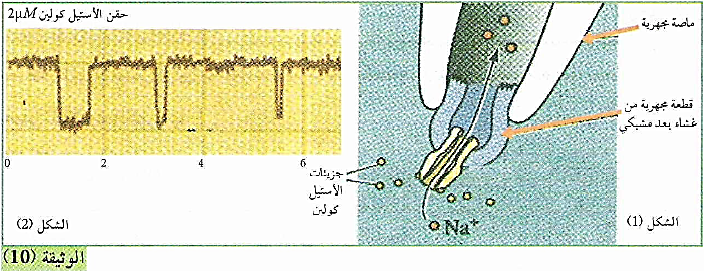 حقن الأستيل كولين 2µM
0 2 4 6
الشكل (2)
ماصة مجهرية
قطعة مجهرية من
غشاء بعد مشبكي
جزيئات
الأستيل
كولين
Na⁺
الشكل (1)
الوثيقة (10)